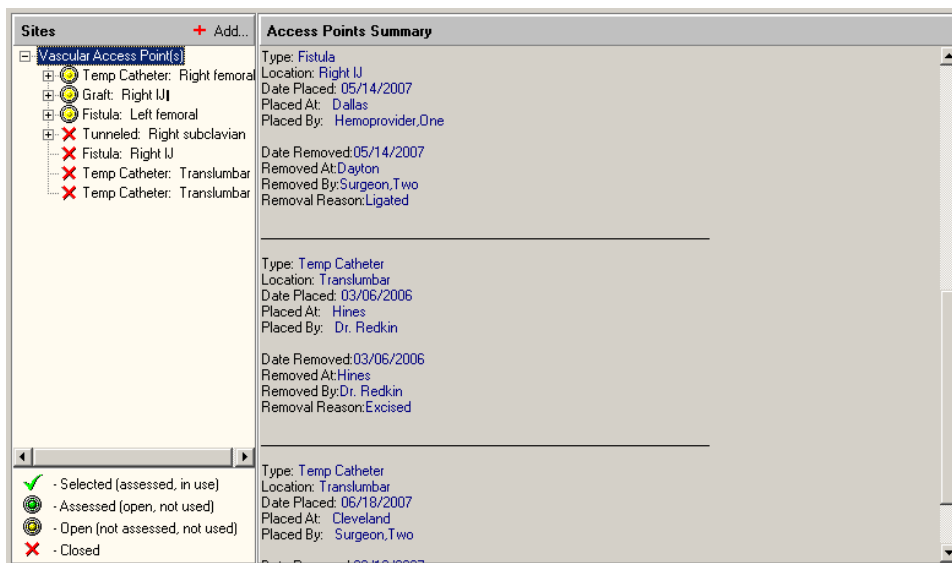 Sites
+ Add...
Vascular Access Point(s)
Temp Catheter: Right femoral
Graft: Right IJ
Fistula: Left femoral
Tunneled: Right subclavian
Fistula: Right IJ
Temp Catheter: Translumbar
Temp Catheter: Translumbar
- Selected (assessed, in use)
- Assessed (open, not used)
- Open (not assessed, not used)
- Closed
Access Points Summary
Type: Fistula
Location: Right IJ
Date Placed: 05/14/2007
Placed At: Dallas
Placed By: Hemoprovider,One
Date Removed:05/14/2007
Removed At:Dayton
Removed By:Surgeon,Two
Removal Reason:Ligated
Type: Temp Catheter
Location: Translumbar
Date Placed: 03/06/2006
Placed At: Hines
Placed By: Dr. Redkin
Date Removed:03/06/2006
Removed At:Hines
Removed By:Dr. Redkin
Removal Reason:Excised
Type: Temp Catheter
Location: Translumbar
Date Placed: 06/18/2007
Placed At: Cleveland
Placed By: Surgeon,Two